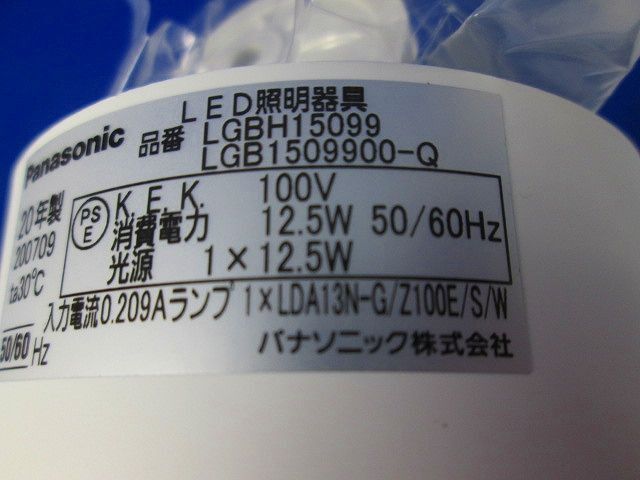 LED照明器具
Panasonic 品番 LGBH15099
LGB1509900-Q
20年製 PSE K.E.K. 100V
200709 消費電力 12.5W 50/60Hz
ta30℃ 光源 1×12.5W
入力電流0.209Aランプ 1×LDA13N-G/Z100E/S/W
50/60 Hz パナソニック株式会社